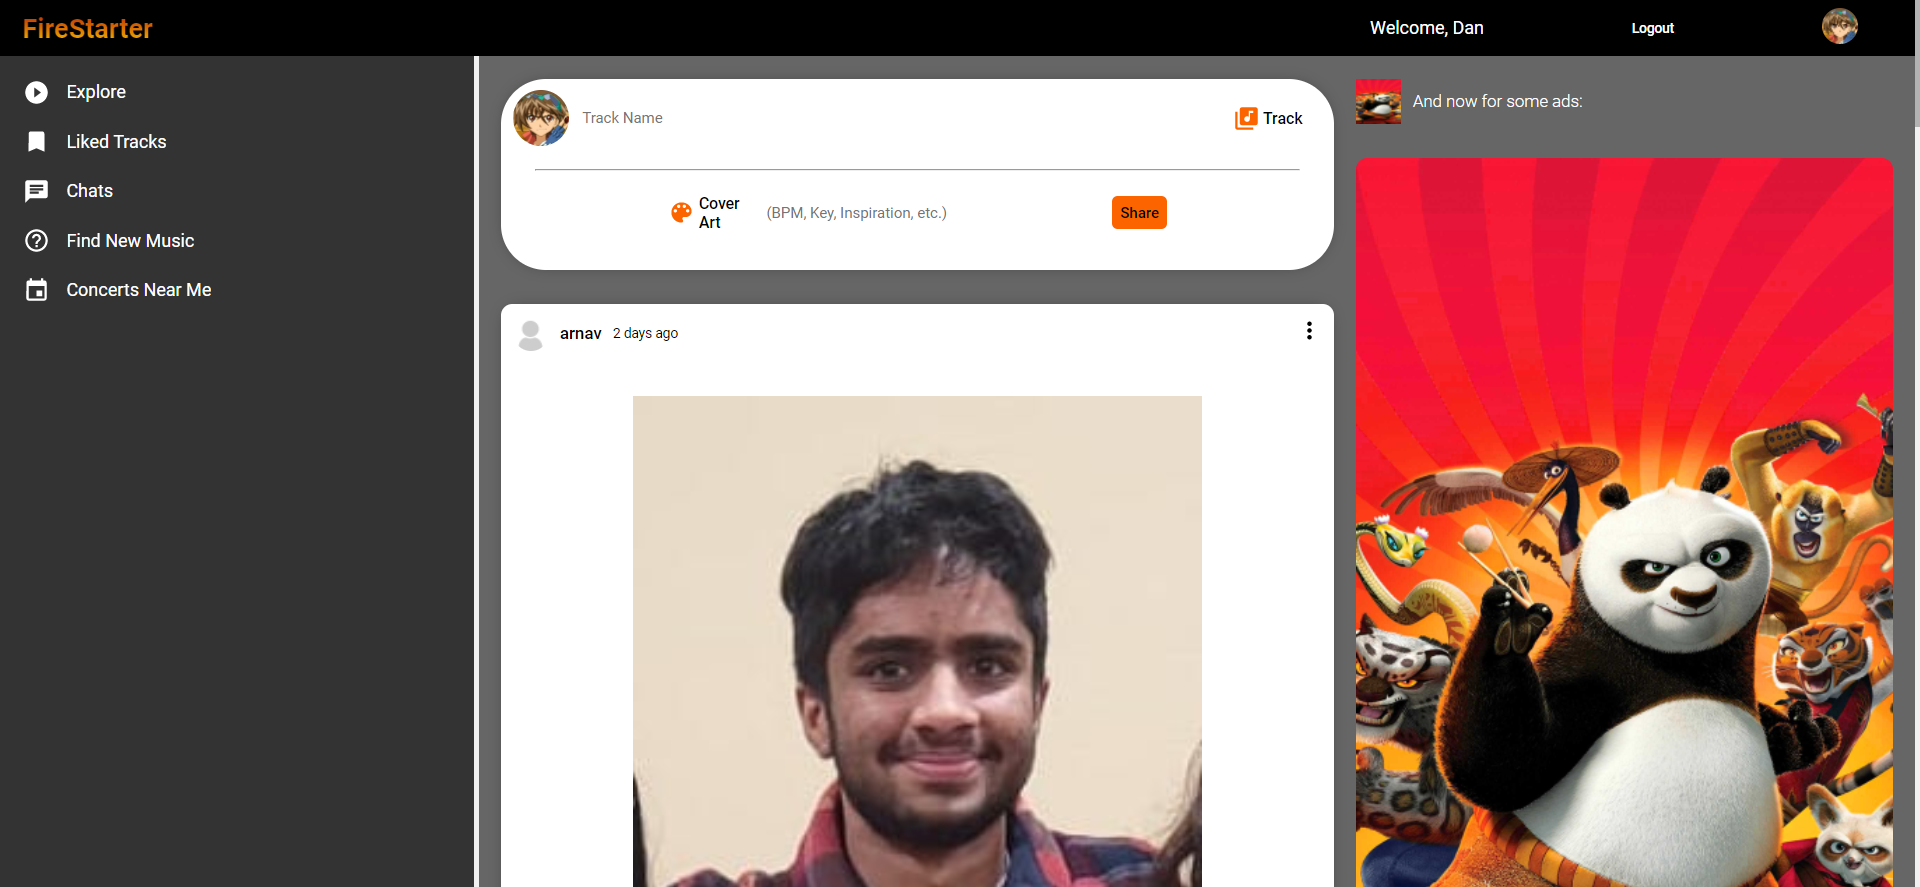 FireStarter
Welcome, Dan
Logout
Explore
Liked Tracks
Chats
Find New Music
Concerts Near Me
Track Name
Track
Cover
Art
(BPM, Key, Inspiration, etc.)
Share
arnav 2 days ago
And now for some ads: